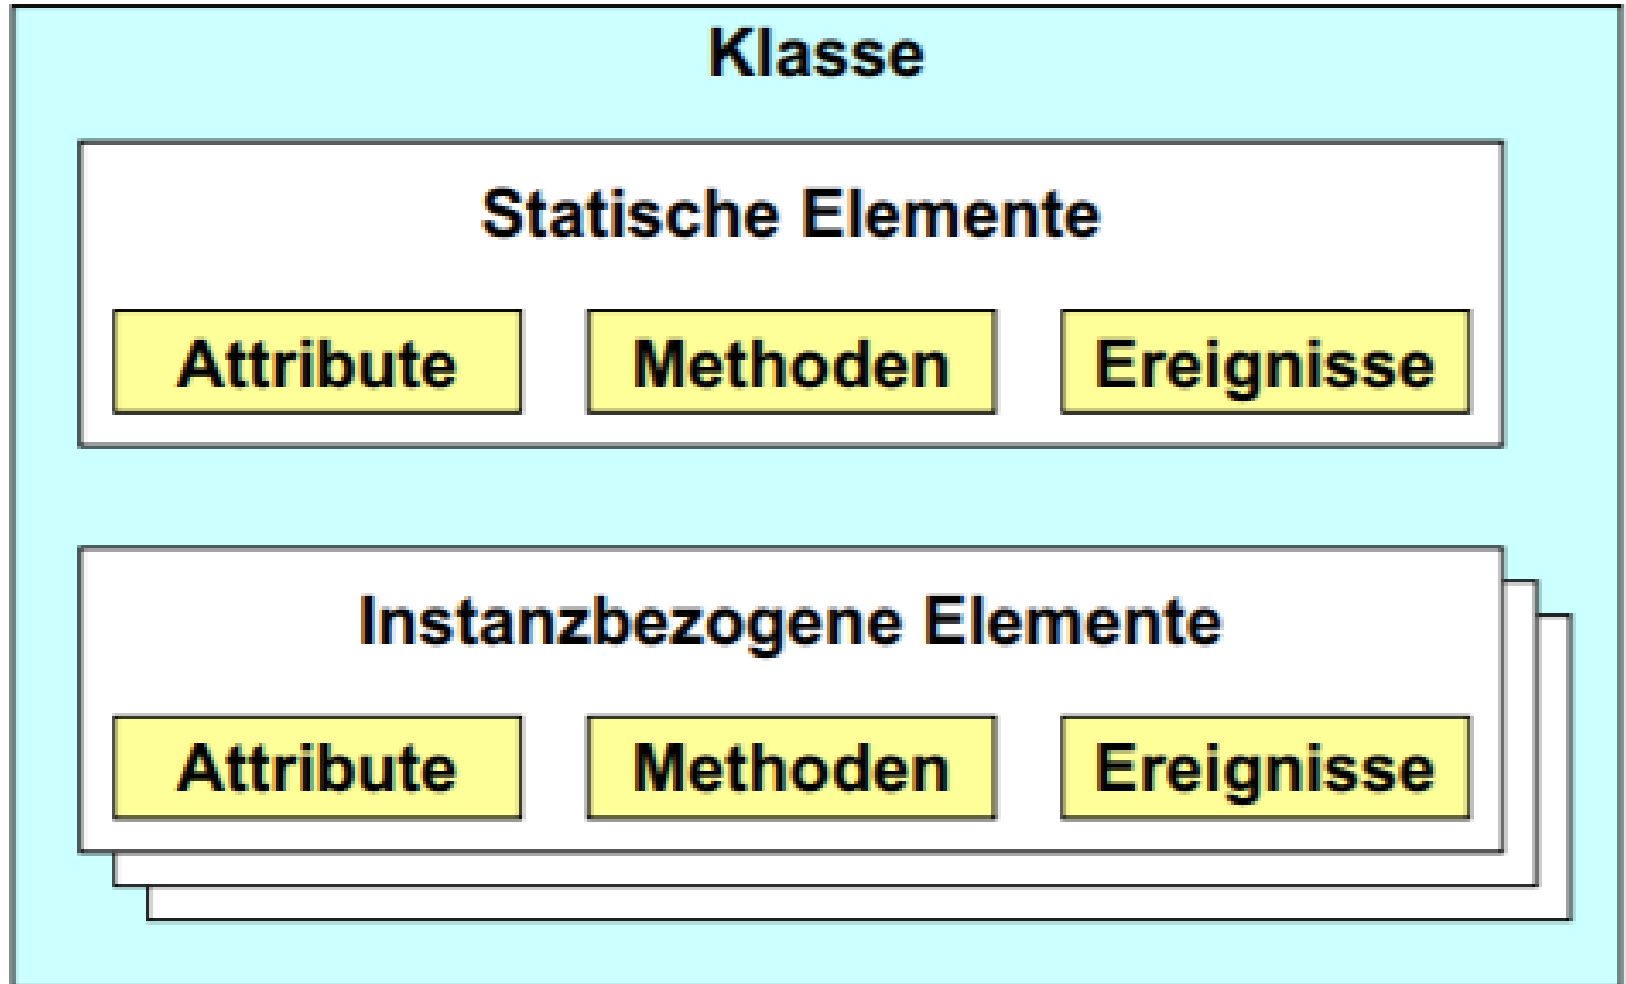 Klasse
Statische Elemente
Attribute Methoden Ereignisse
Instanzbezogene Elemente
Attribute Methoden Ereignisse